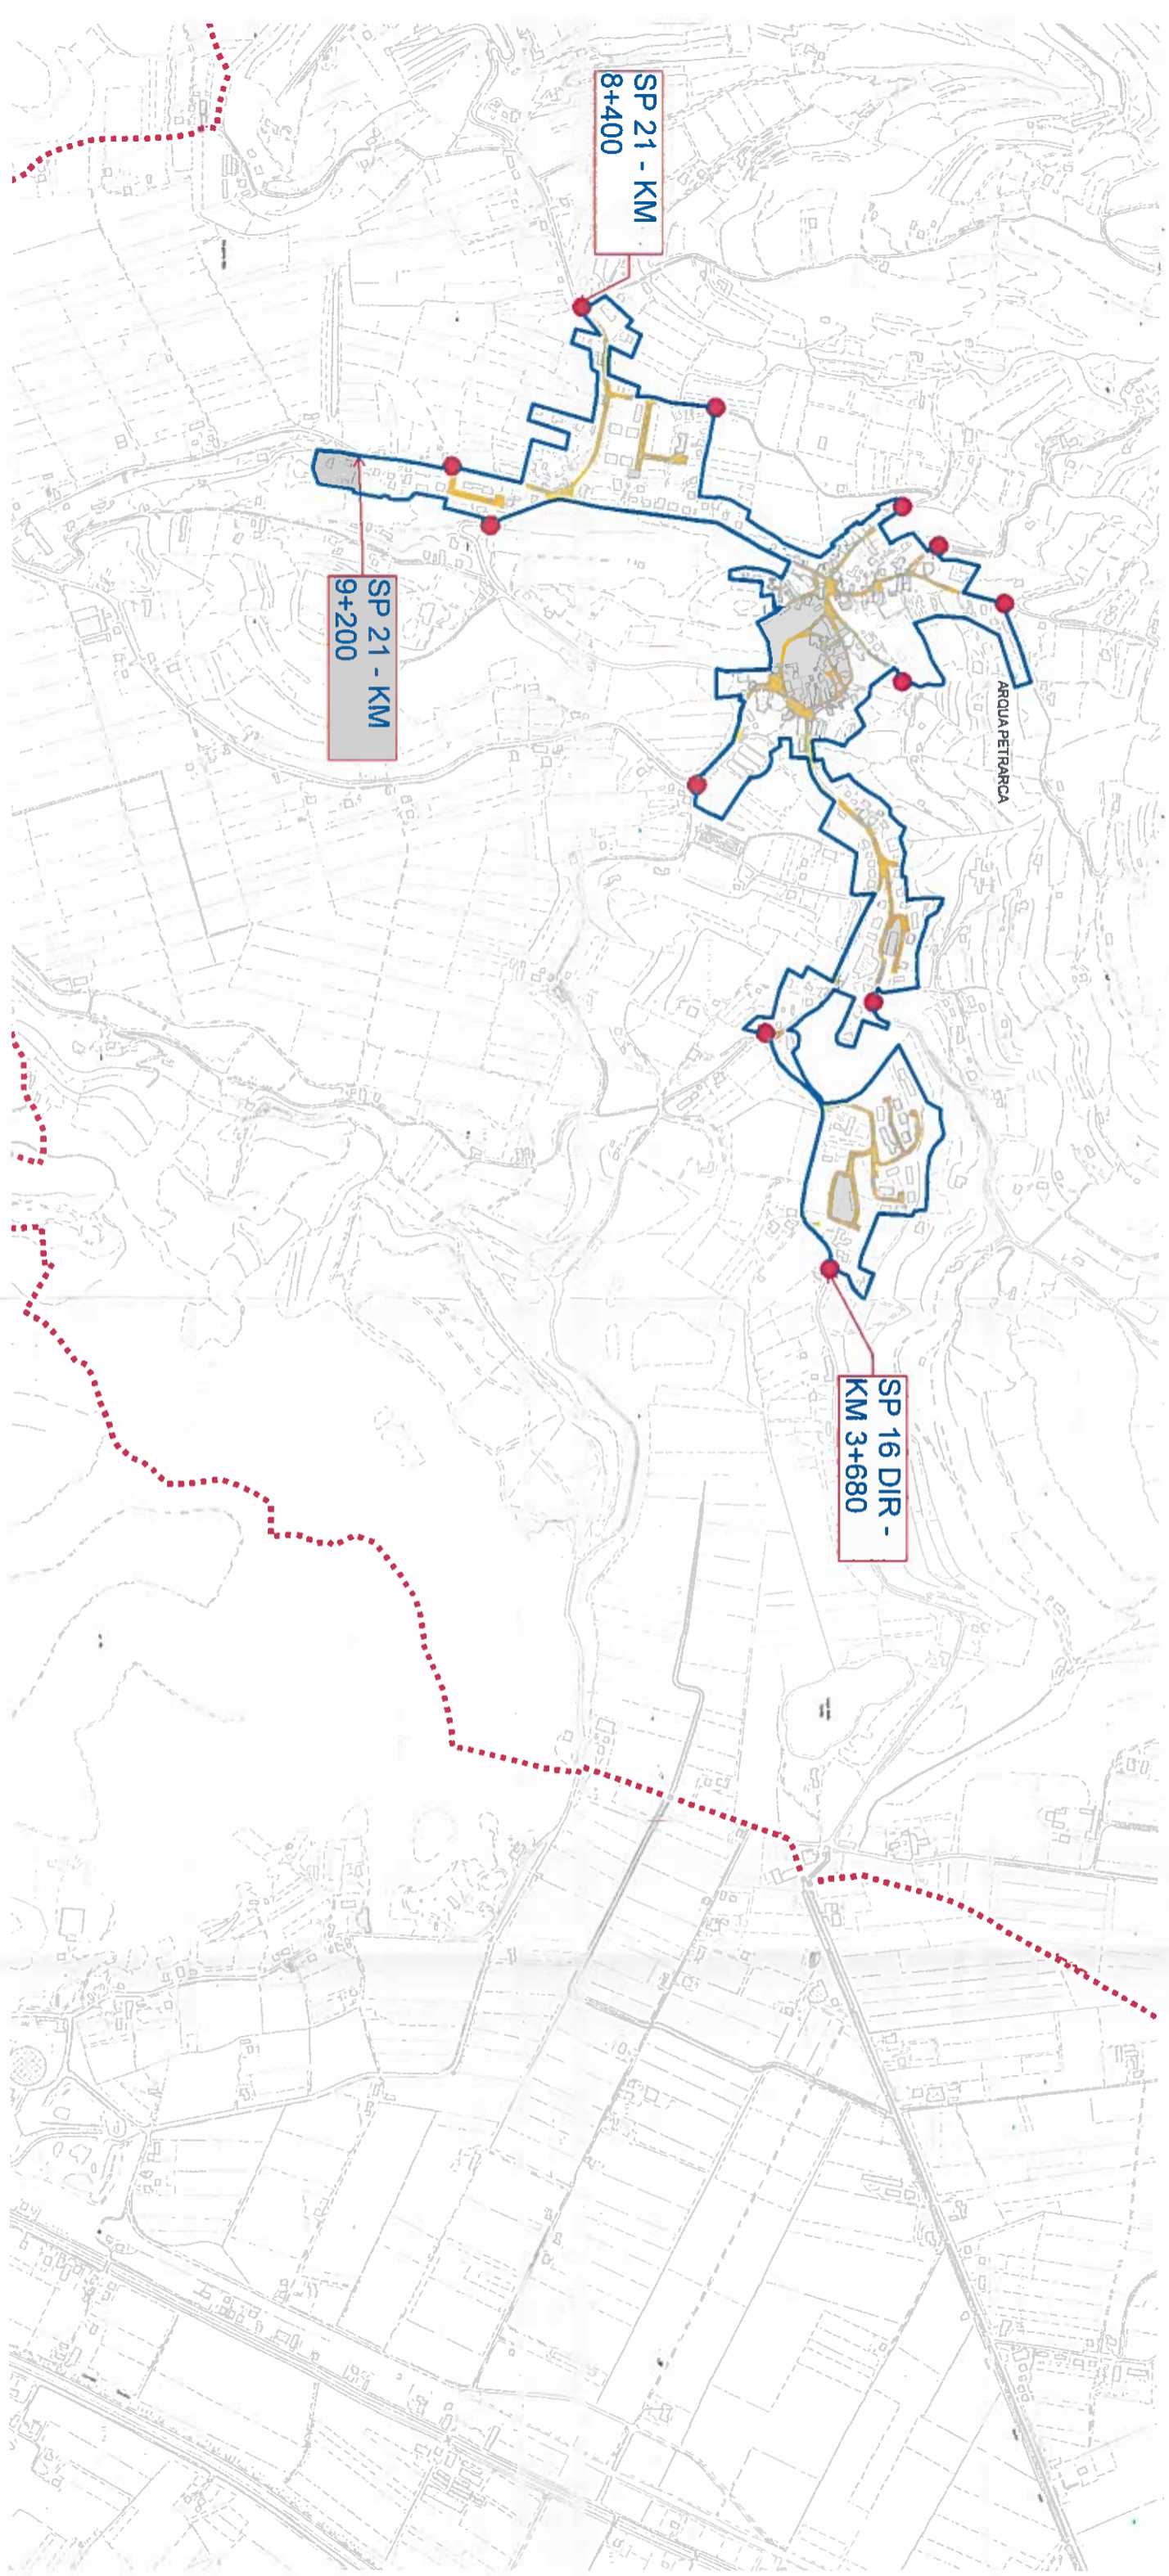 SP 21 - KM
8+400
SP 21 - KM
9+200
ARQUA PETRARCA
SP 16 DIR -
KM 3+680